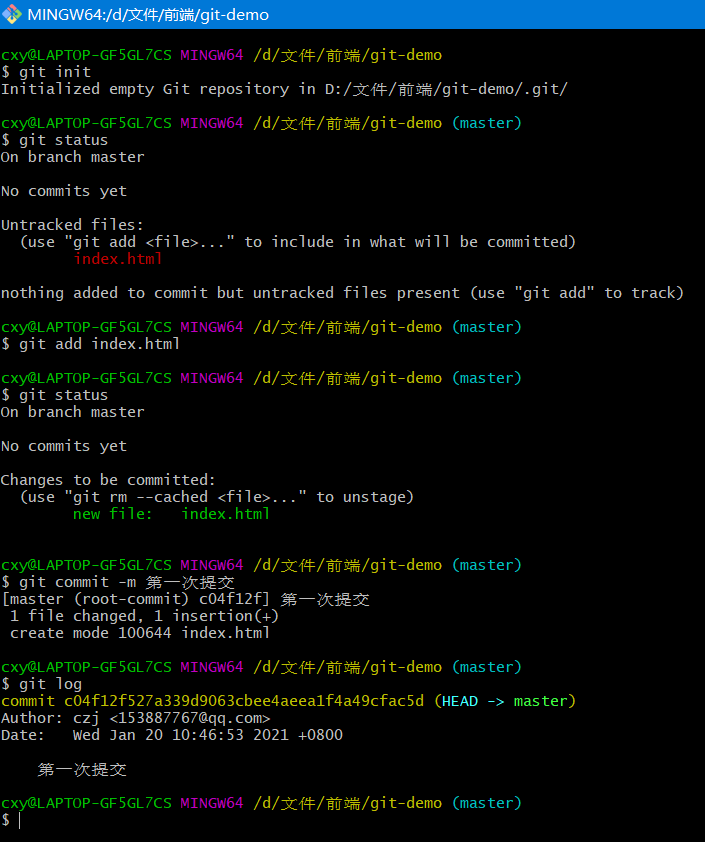 MINGW64:/d/文件/前端/git-demo
cxy@LAPTOP-GF5GL7CS MINGW64 /d/文件/前端/git-demo
$ git init
Initialized empty Git repository in D:/文件/前端/git-demo/.git/
cxy@LAPTOP-GF5GL7CS MINGW64 /d/文件/前端/git-demo (master)
$ git status
On branch master
No commits yet
Untracked files:
  (use "git add <file>..." to include in what will be committed)
        index.html
nothing added to commit but untracked files present (use "git add" to track)
cxy@LAPTOP-GF5GL7CS MINGW64 /d/文件/前端/git-demo (master)
$ git add index.html
cxy@LAPTOP-GF5GL7CS MINGW64 /d/文件/前端/git-demo (master)
$ git status
On branch master
No commits yet
Changes to be committed:
  (use "git rm --cached <file>..." to unstage)
        new file:   index.html
cxy@LAPTOP-GF5GL7CS MINGW64 /d/文件/前端/git-demo (master)
$ git commit -m 第一次提交
[master (root-commit) c04f12f] 第一次提交
 1 file changed, 1 insertion(+)
 create mode 100644 index.html
cxy@LAPTOP-GF5GL7CS MINGW64 /d/文件/前端/git-demo (master)
$ git log
commit c04f12f527a339d9063cbee4aeea1f4a49cfac5d (HEAD -> master)
Author: czj <153887767@qq.com>
Date:   Wed Jan 20 10:46:53 2021 +0800
    第一次提交
cxy@LAPTOP-GF5GL7CS MINGW64 /d/文件/前端/git-demo (master)
$